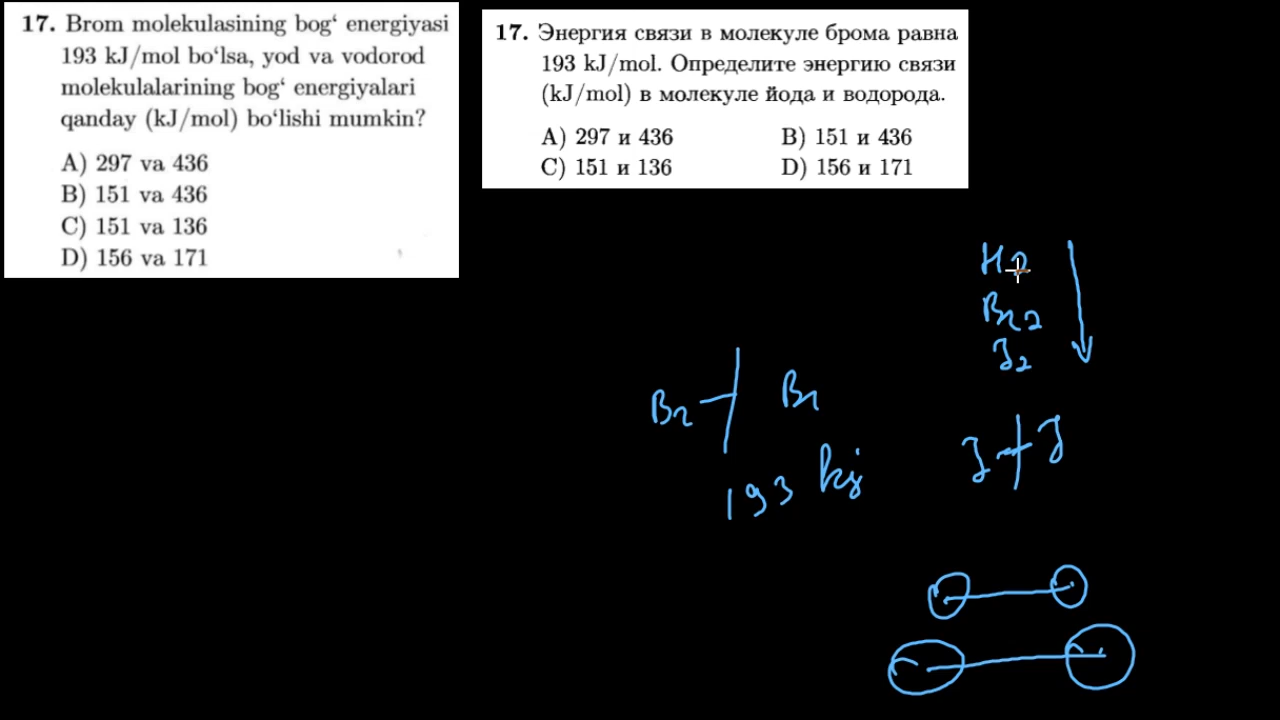 17. Brom molekulasining bog‘ energiyasi
193 kJ/mol bo‘lsa, yod va vodorod
molekulalarining bog‘ energiyalari
qanday (kJ/mol) bo‘lishi mumkin?
A) 297 va 436
B) 151 va 436
C) 151 va 136
D) 156 va 171
17. Энергия связи в молекуле брома равна
193 kJ/mol. Определите энергию связи
(kJ/mol) в молекуле йода и водорода.
A) 297 и 436 B) 151 и 436
C) 151 и 136 D) 156 и 171
H2
Br2
J2
Br Br
193 kj
J J